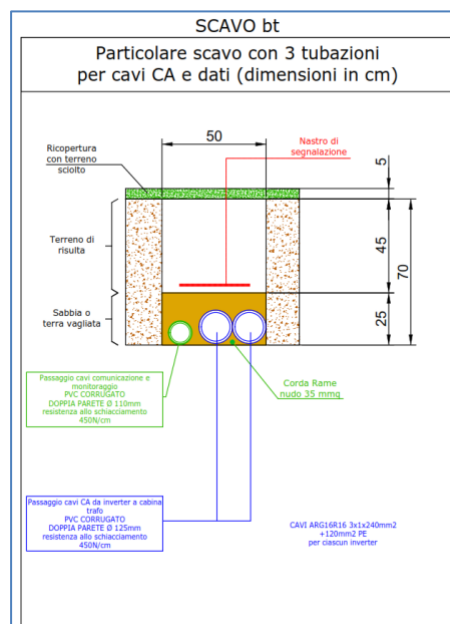 SCAVO bt
Particolare scavo con 3 tubazioni
per cavi CA e dati (dimensioni in cm)
50
Nastro di
segnalazione
Ricopertura
con terreno
sciolto
5
Terreno di
risulta
45
70
Sabbia o
terra vagliata
25
Passaggio cavi comunicazione e
monitoraggio
PVC CORRUGATO
DOPPIA PARETE Ø 110mm
resistenza allo schiacciamento
450N/cm
Corda Rame
nudo 35 mmq
Passaggio cavi CA da inverter a cabina
trafo
PVC CORRUGATO
DOPPIA PARETE Ø 125mm
resistenza allo schiacciamento
450N/cm
CAVI ARG16R16 3x1x240mm2
+120mm2 PE
per ciascun inverter